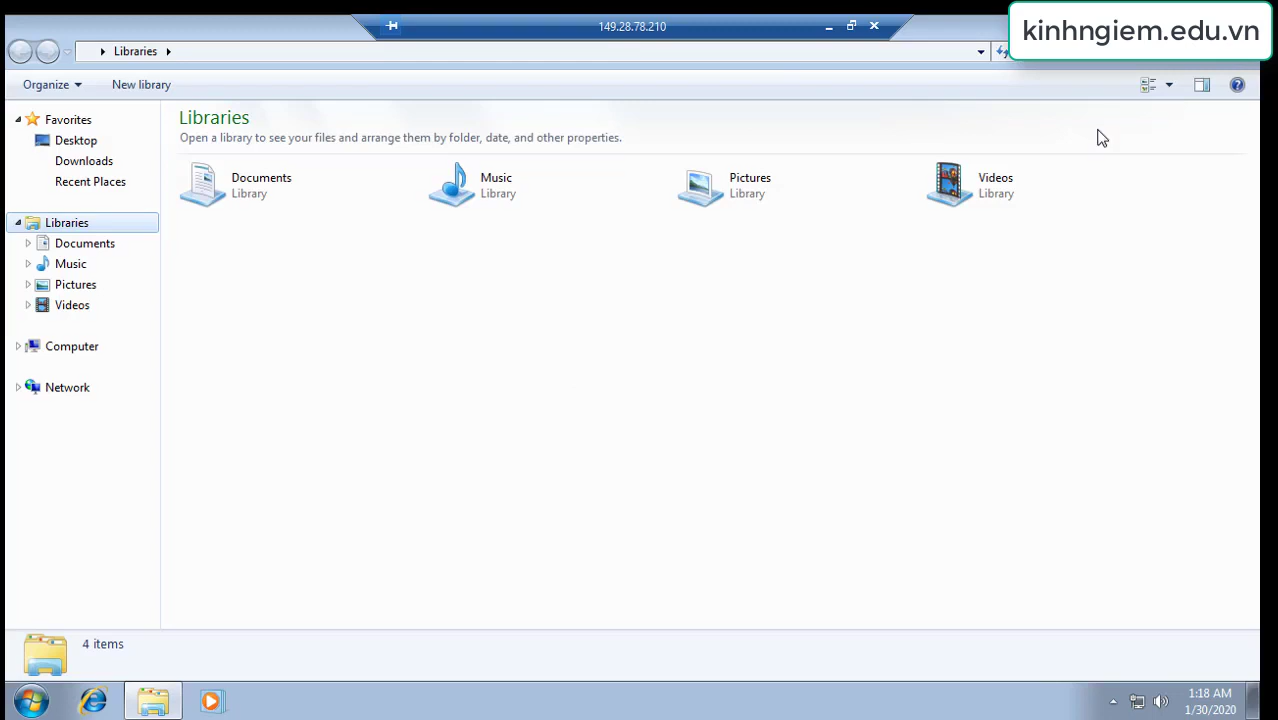 149.28.78.210
kinhngiem.edu.vn
Libraries
Organize
New library
Favorites
Desktop
Downloads
Recent Places
Libraries
Documents
Music
Pictures
Videos
Computer
Network
Libraries
Open a library to see your files and arrange them by folder, date, and other properties.
Documents
Library
Music
Library
Pictures
Library
Videos
Library
4 items
1:18 AM
1/30/2020